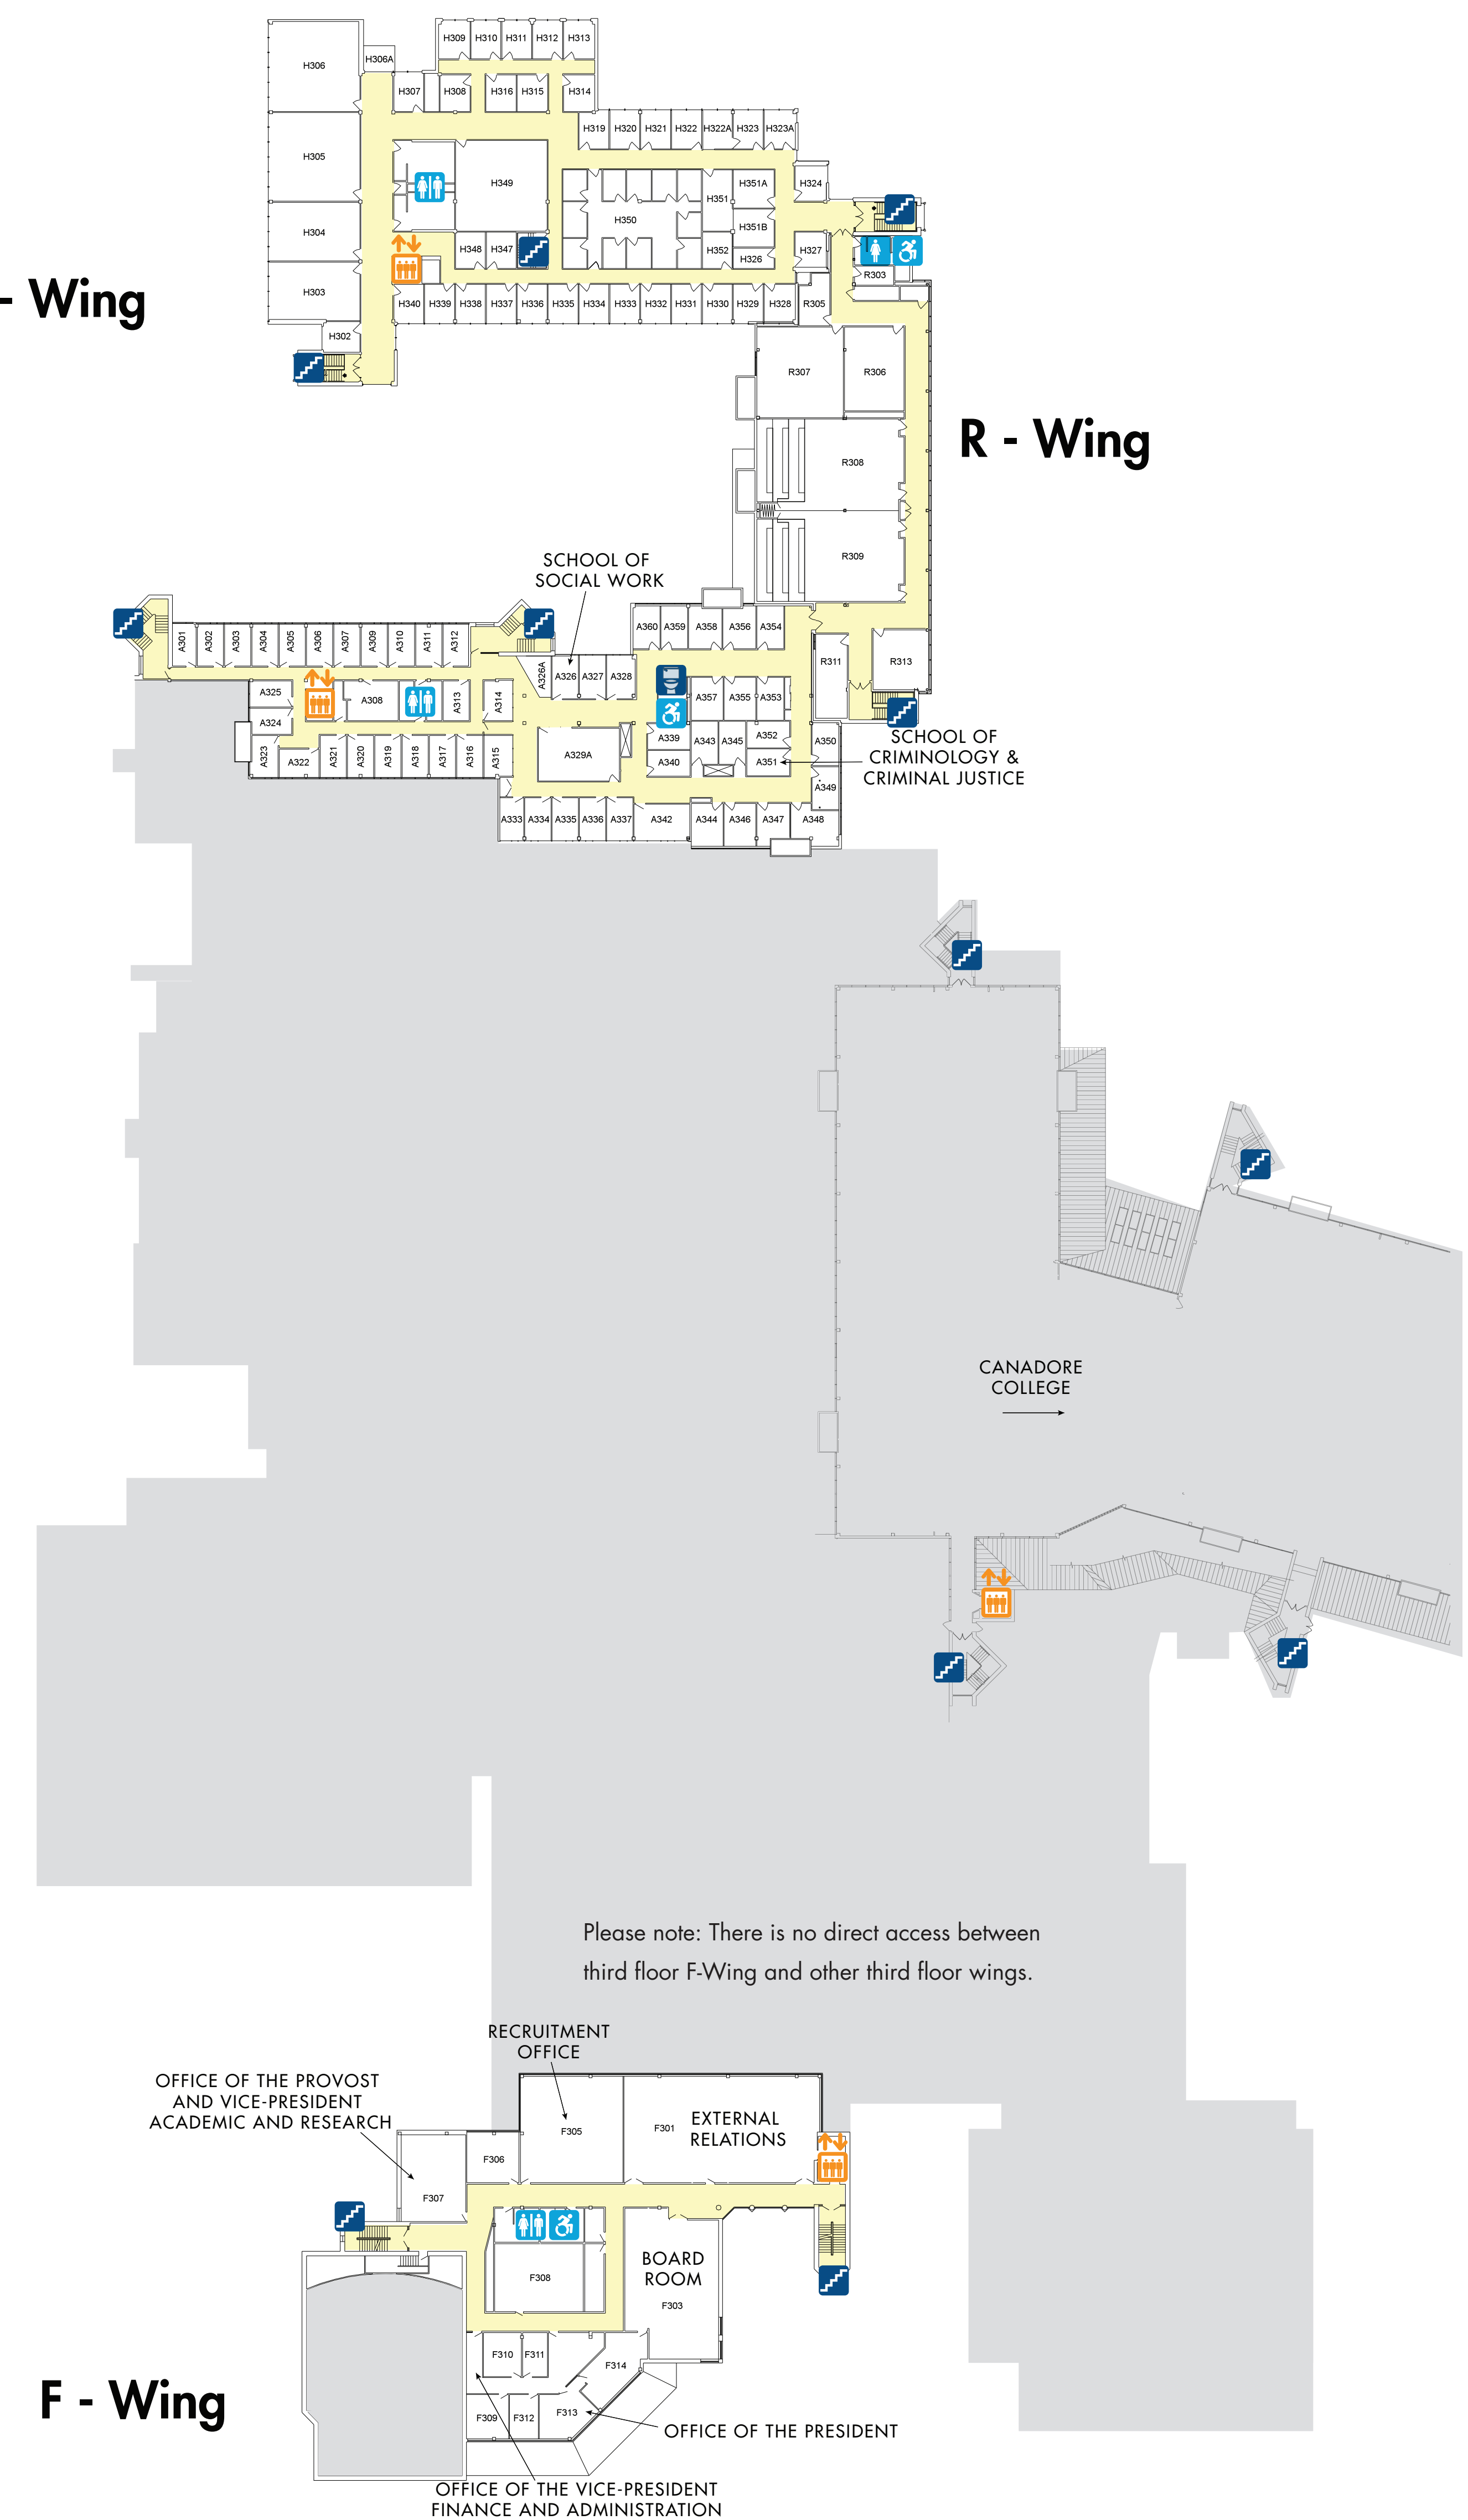 H309 H310 H311 H312 H313
H306A
H306
H307 H308 H316 H315 H314
H319 H320 H321 H322 H322A H323 H323A
H305
H349
H351A H324
H351
H350
H351B
H304
H348 H347 H352 H326 H327
R303
H303
- Wing
H340 H339 H338 H337 H336 H335 H334 H333 H332 H331 H330 H329 H328 R305
H302
R307 R306
R - Wing
R308
R309
SCHOOL OF
SOCIAL WORK
A301 A302 A303 A304 A305 A306 A307 A309 A310 A311 A312
A360 A359 A358 A356 A354
R311 R313
A326A A326 A327 A328
A325 A308 A313 A314
A357 A355 A353
A324
A339 A343 A345 A352 A350
SCHOOL OF
CRIMINOLOGY &
CRIMINAL JUSTICE
A323 A322 A321 A320 A319 A318 A317 A316 A315
A329A
A340 A351
A349
A333 A334 A335 A336 A337 A342 A344 A346 A347 A348
CANADORE
COLLEGE
Please note: There is no direct access between
third floor F-Wing and other third floor wings.
RECRUITMENT
OFFICE
OFFICE OF THE PROVOST
AND VICE-PRESIDENT
ACADEMIC AND RESEARCH
F305 F301
EXTERNAL
RELATIONS
F306
F307
BOARD
ROOM
F308
F303
F310 F311 F314
F - Wing
F309 F312 F313
OFFICE OF THE PRESIDENT
OFFICE OF THE VICE-PRESIDENT
FINANCE AND ADMINISTRATION